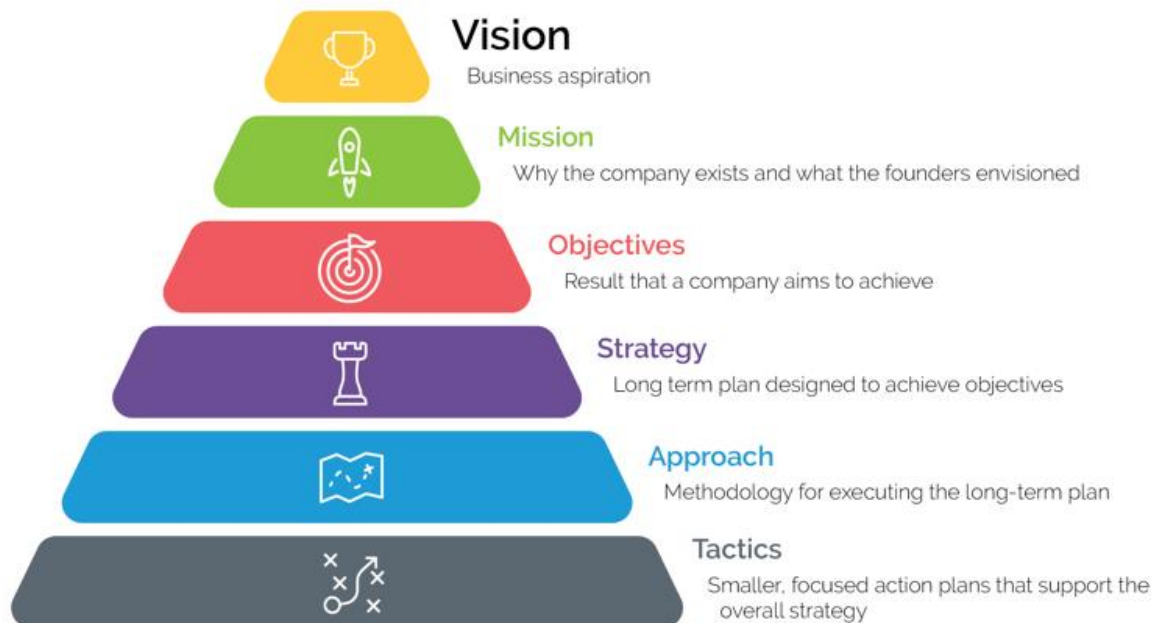 Vision
Business aspiration
Mission
Why the company exists and what the founders envisioned
Objectives
Result that a company aims to achieve
Strategy
Long term plan designed to achieve objectives
Approach
Methodology for executing the long-term plan
Tactics
Smaller, focused action plans that support the
overall strategy